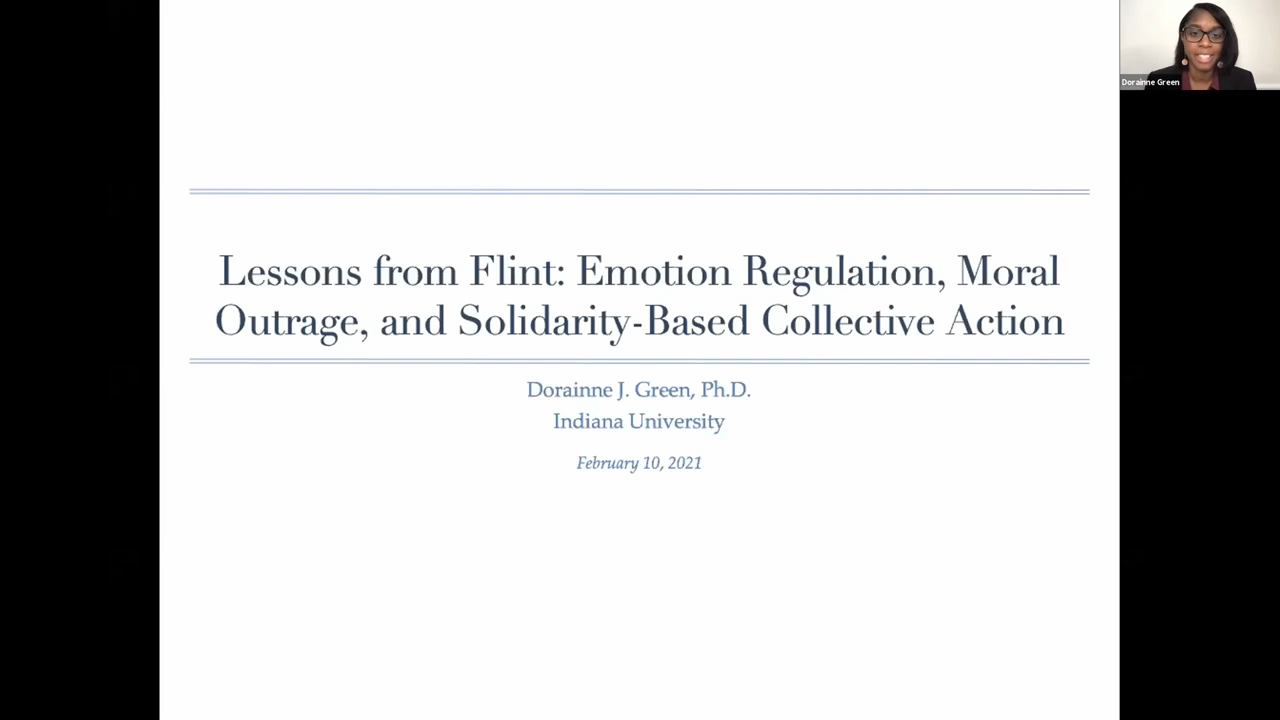 Lessons from Flint: Emotion Regulation, Moral
Outrage, and Solidarity-Based Collective Action
Dorainne J. Green, Ph.D.
Indiana University
February 10, 2021
Dorainne Green